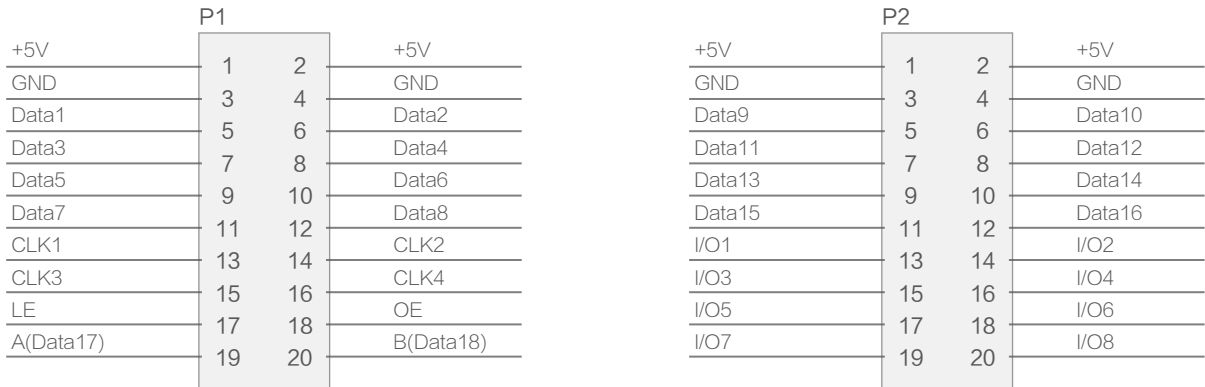 P1 P2
+5V +5V +5V +5V
1 2 1 2
GND GND GND GND
3 4 3 4
Data1 Data2 Data9 Data10
5 6 5 6
Data3 Data4 Data11 Data12
7 8 7 8
Data5 Data6 Data13 Data14
9 10 9 10
Data7 Data8 Data15 Data16
11 12 11 12
CLK1 CLK2 I/O1 I/O2
13 14 13 14
CLK3 CLK4 I/O3 I/O4
15 16 15 16
LE OE I/O5 I/O6
17 18 17 18
A(Data17) B(Data18) I/O7 I/O8
19 20 19 20